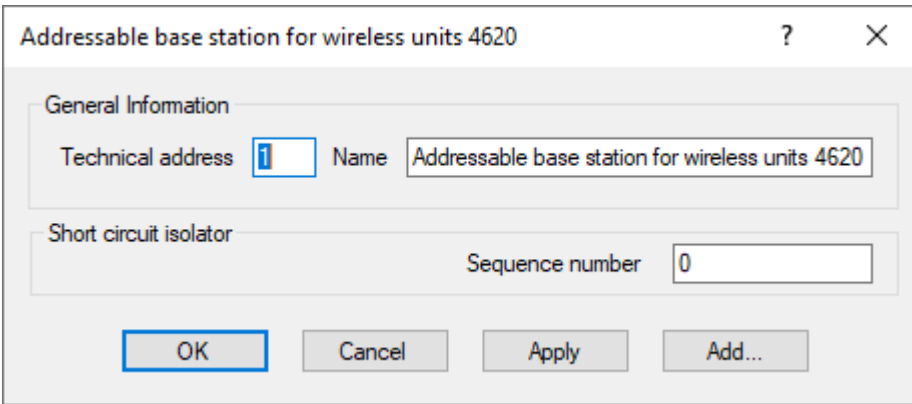 Addressable base station for wireless units 4620 ? ×
General Information
Technical address 1 Name Addressable base station for wireless units 4620
Short circuit isolator
Sequence number 0
OK Cancel Apply Add...